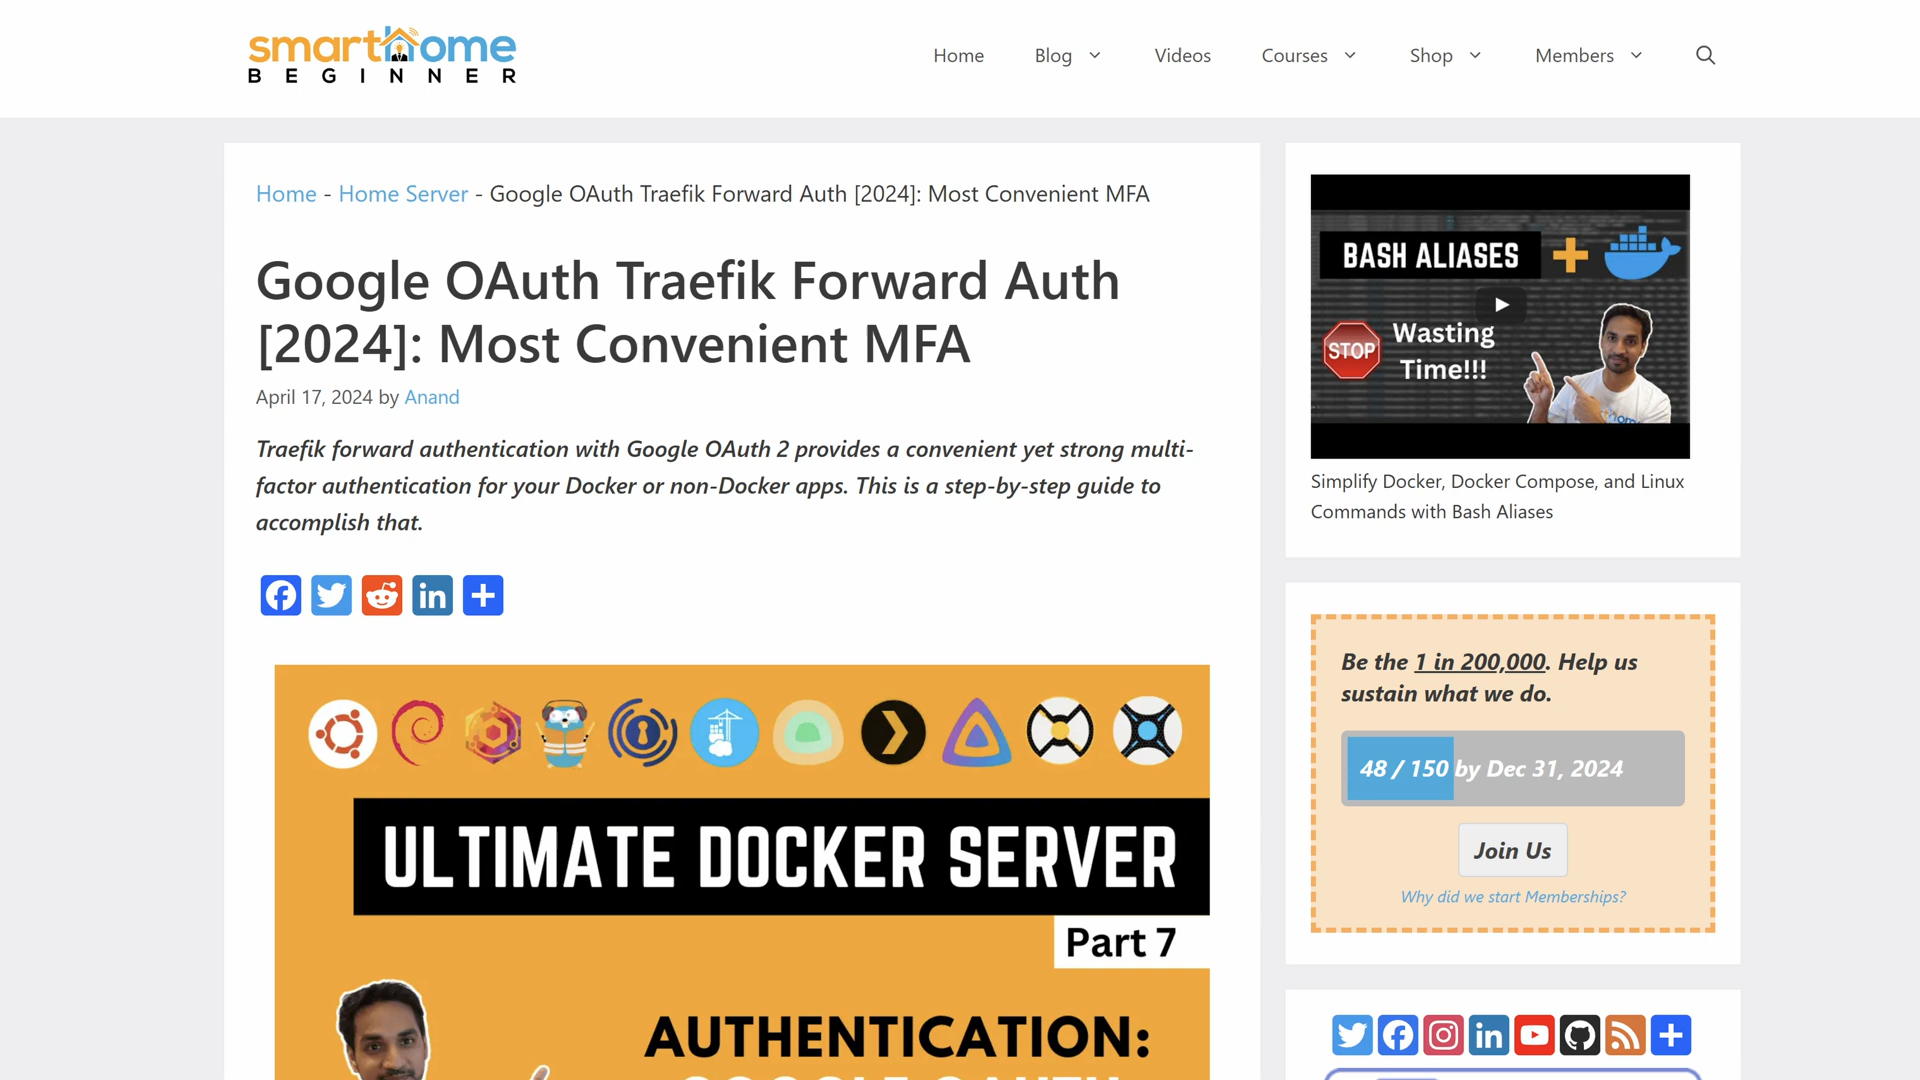 smarthome
BEGINNER
Home
Blog
Videos
Courses
Shop
Members
Home - Home Server - Google OAuth Traefik Forward Auth [2024]: Most Convenient MFA
Google OAuth Traefik Forward Auth
[2024]: Most Convenient MFA
April 17, 2024 by Anand
Traefik forward authentication with Google OAuth 2 provides a convenient yet strong multi-
factor authentication for your Docker or non-Docker apps. This is a step-by-step guide to
accomplish that.
ULTIMATE DOCKER SERVER
Part 7
AUTHENTICATION:
BASH ALIASES
STOP
Wasting
Time!!!
Simplify Docker, Docker Compose, and Linux
Commands with Bash Aliases
Be the 1 in 200,000. Help us
sustain what we do.
48 / 150 by Dec 31, 2024
Join Us
Why did we start Memberships?